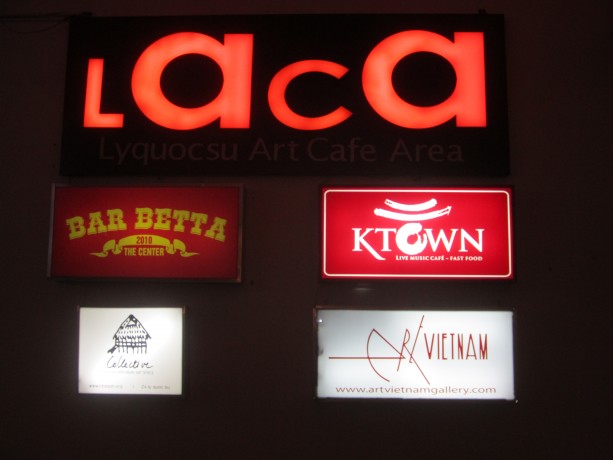 Laca
Lyquocsu Art Cafe Area
BAR BETTA
2010
THE CENTER
KTOWN
LIVE MUSIC CAFÉ - FAST FOOD
Collective
ART VIETNAM
www.artvietnamgallery.com